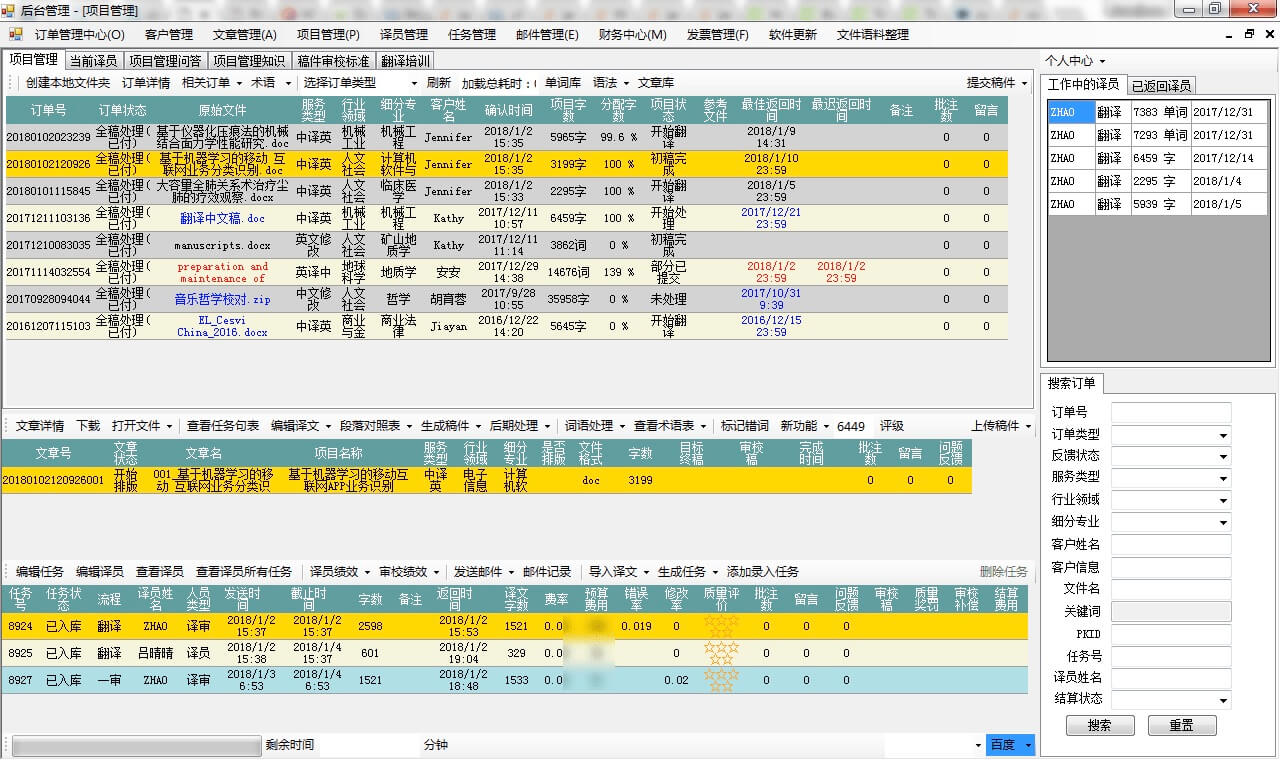 后台管理 - [项目管理]
订单管理中心(O) 客户管理 文章管理(A) 项目管理(P) 译员管理 任务管理 邮件管理(E) 财务中心(M) 发票管理(F) 软件更新 文件语料整理
项目管理 当前译员 项目管理问答 项目管理知识 稿件审校标准 翻译培训
创建本地文件夹 订单详情 相关订单 术语 选择订单类型 刷新 加载总耗时： 单词库 语法 文章库 提交稿件
订单号 订单状态 原始文件 服务类型 行业领域 细分专业 客户姓名 确认时间 项目字数 分配字数 项目状态 参考文件 最佳返回时间 最迟返回时间 备注 批注数 留言
20180102023239 全稿处理(已付) 基于仪器化压痕法的机械结合面力学性能研究.doc 中译英 机械工业 机械工程 Jennifer 2018/1/2 15:35 5965字 99.6 % 开始翻译 2018/1/9 14:31 0 0
20180102120926 全稿处理(已付) 基于机器学习的移动 互联网业务分类识别.doc 中译英 人文社会 计算机软件与 Jennifer 2018/1/2 15:35 3199字 100 % 初稿完成 2018/1/10 23:59 0 0
20180101115845 全稿处理(已付) 大容量全肺关系术治疗尘肺的疗效观察.docx 中译英 人文社会 临床医学 Jennifer 2018/1/2 15:33 2295字 100 % 开始翻译 2018/1/5 23:59 0 0
20171211103136 全稿处理(已付) 翻译中文稿.doc 中译英 机械工业 机械工程 Kathy 2017/12/11 10:57 6459字 100 % 开始处理 2017/12/21 23:59 0 0
20171210083035 全稿处理(已付) manuscripts.docx 英文修改 人文社会 矿山地质学 Kathy 2017/12/11 11:14 3862词 0 % 初稿完成 0 0
20171114032554 全稿处理(已付) preparation and maintenance of 英译中 地球科学 地质学 安安 2017/12/29 14:38 14676词 139 % 部分已提交 2018/1/2 23:59 2018/1/2 23:59 0 0
20170928094044 全稿处理(已付) 音乐哲学校对.zip 中文修改 人文社会 哲学 胡育蓉 2017/9/28 10:55 35958字 0 % 未处理 2017/10/31 9:39 0 0
20161207115103 全稿处理(已付) EL_Cesvi China_2016.docx 中译英 商业与金 商业法律 Jiayan 2016/12/22 14:20 5645字 0 % 开始翻译 2016/12/15 23:59 0 0
文章详情 下载 打开文件 查看任务句表 编辑译文 段落对照表 生成稿件 后期处理 词语处理 查看术语表 标记错词 新功能 6449 评级 上传稿件
文章号 文章状态 文章名 项目名称 服务类型 行业领域 细分专业 是否排版 文件格式 字数 目标终稿 审校稿 完成时间 批注数 留言 问题反馈
20180102120926001 开始排版 001_基于机器学习的移动 互联网业务分类识 基于机器学习的移动互联网APP业务识别 中译英 电子信息 计算机软 doc 3199 0 0 0
编辑任务 编辑译员 查看译员 查看译员所有任务 译员绩效 审校绩效 发送邮件 邮件记录 导入译文 生成任务 添加录入任务 删除任务
任务号 任务状态 流程 译员姓名 人员类型 发送时间 截止时间 字数 备注 返回时间 译文字数 费率 预算费用 错误率 修改率 质量评价 批注数 留言 问题反馈 审校稿 质量奖罚 审校补偿 结算费用
8924 已入库 翻译 ZHAO 译审 2018/1/2 15:37 2018/1/2 15:37 2598 2018/1/2 15:53 1521 0.0 0.019 0 ☆☆☆☆☆ 0 0 0
8925 已入库 翻译 吕晴晴 译员 2018/1/2 15:38 2018/1/4 15:37 601 2018/1/2 19:04 329 0.0 0 ☆☆☆☆☆ 0 0 0
8927 已入库 一审 ZHAO 译审 2018/1/3 6:53 2018/1/4 6:53 1521 2018/1/2 18:48 1533 0.0 0.02 ☆☆☆☆☆ 0 0 0
剩余时间 分钟 百度
个人中心
工作中的译员 已返回译员
ZHAO 翻译 7383 单词 2017/12/31
ZHAO 翻译 7293 单词 2017/12/31
ZHAO 翻译 6459 字 2017/12/14
ZHAO 翻译 2295 字 2018/1/4
ZHAO 翻译 5939 字 2018/1/5
搜索订单
订单号
订单类型
反馈状态
服务类型
行业领域
细分专业
客户姓名
客户信息
文件名
关键词
PKID
任务号
译员姓名
结算状态
搜索 重置